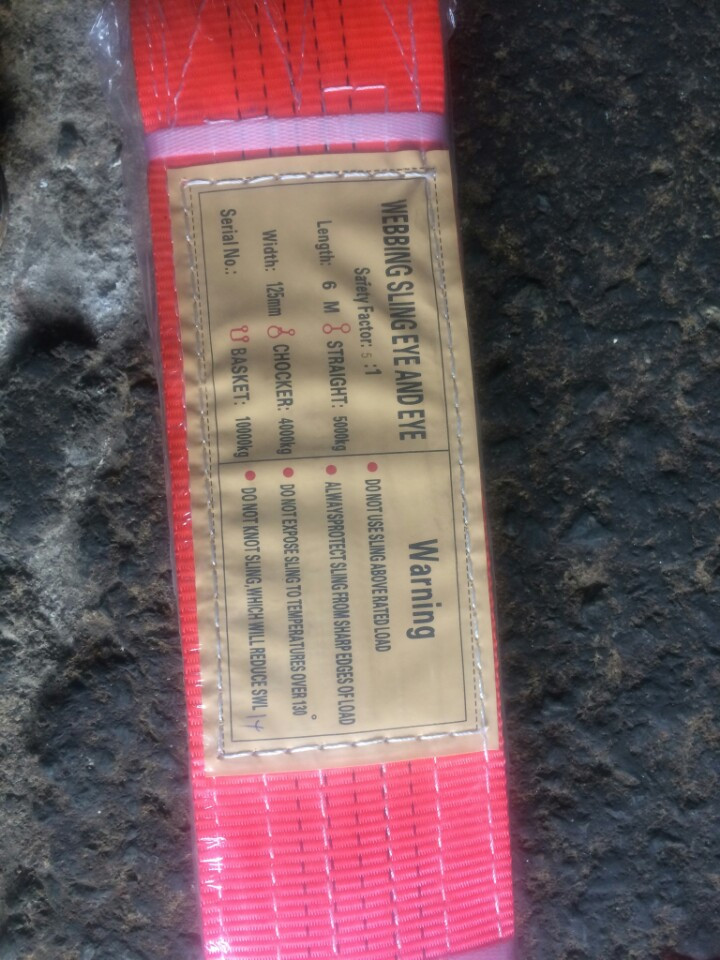 WEBBING SLING EYE AND EYE
Safety Factor: 5 :1
Length: 6 M STRAIGHT: 5000kg
Width: 125mm CHOCKER: 4000kg
Serial No.: BASKET: 10000kg
Warning
DO NOT USE SLING ABOVE RATED LOAD
ALWAYSPROTECT SLING FROM SHARP EDGES OF LOAD
DO NOT EXPOSE SLING TO TEMPERATURES OVER 130°
DO NOT KNOT SLING,WHICH WILL REDUCE SWL